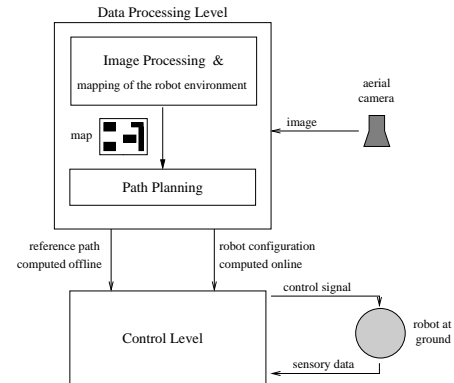 Data Processing Level
Image Processing &
mapping of the robot environment
aerial
camera
image
map
Path Planning
reference path
computed offline
robot configuration
computed online
control signal
Control Level
robot at
ground
sensory data